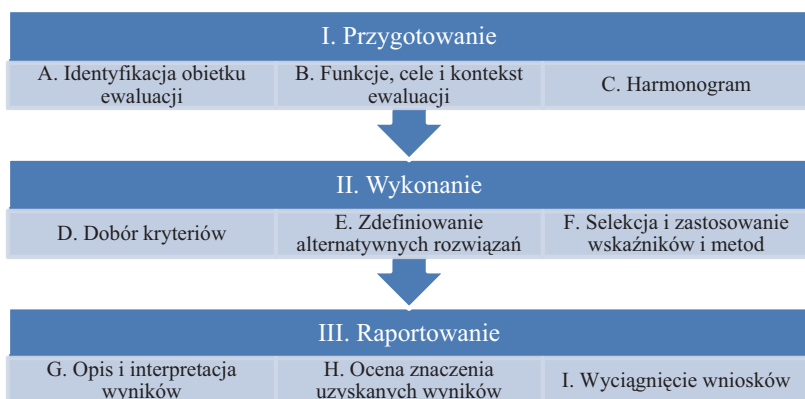 I. Przygotowanie
A. Identyfikacja obietku
ewaluacji
B. Funkcje, cele i kontekst
ewaluacji
C. Harmonogram
II. Wykonanie
D. Dobór kryteriów
E. Zdefiniowanie
alternatywnych rozwiązań
F. Selekcja i zastosowanie
wskaźników i metod
III. Raportowanie
G. Opis i interpretacja
wyników
H. Ocena znaczenia
uzyskanych wyników
I. Wyciągnięcie wniosków